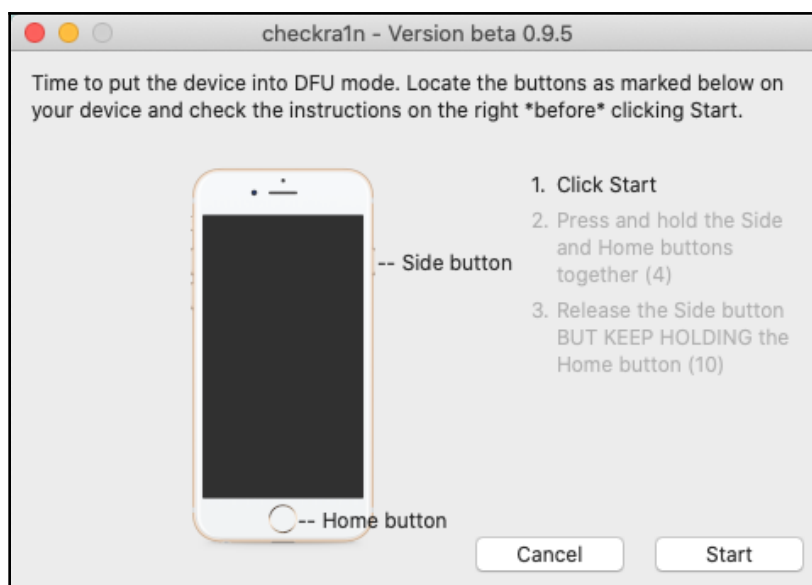 checkra1n - Version beta 0.9.5
Time to put the device into DFU mode. Locate the buttons as marked below on
your device and check the instructions on the right *before* clicking Start.
1. Click Start
2. Press and hold the Side
and Home buttons
together (4)
3. Release the Side button
BUT KEEP HOLDING the
Home button (10)
-- Side button
-- Home button
Cancel
Start